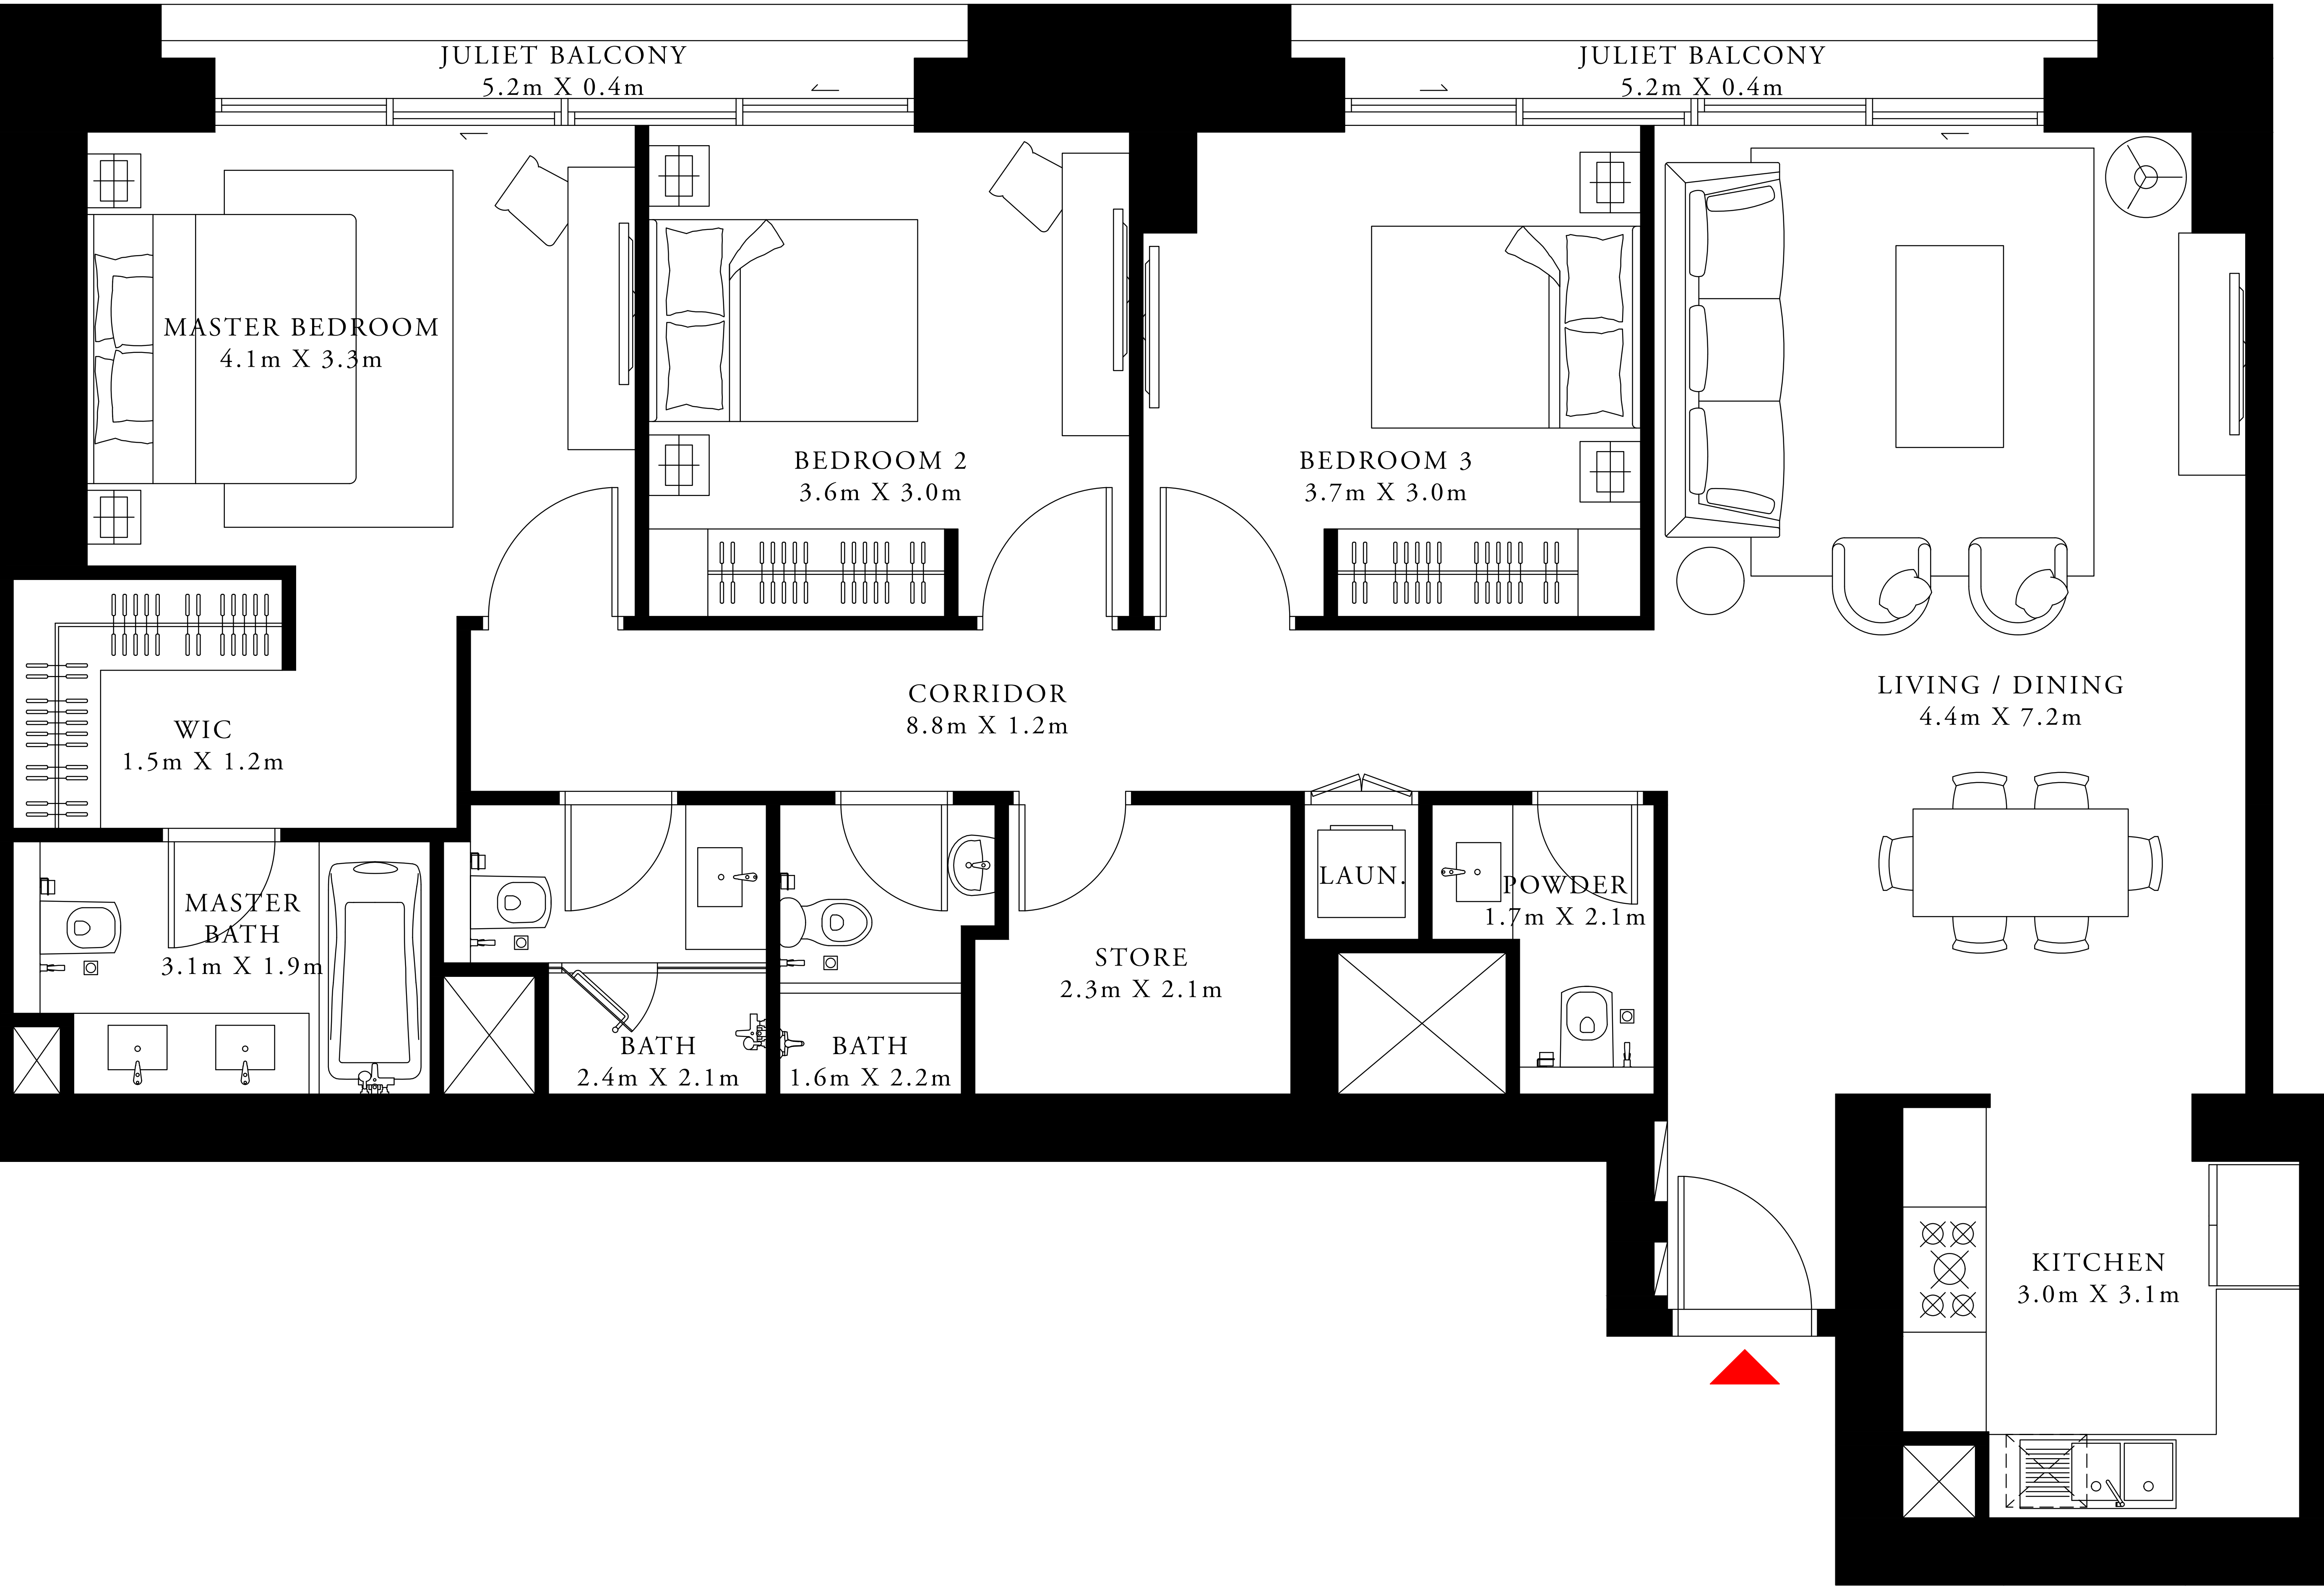 JULIET BALCONY
5.2m X 0.4m
JULIET BALCONY
5.2m X 0.4m
MASTER BEDROOM
4.1m X 3.3m
BEDROOM 2
3.6m X 3.0m
BEDROOM 3
3.7m X 3.0m
LIVING / DINING
4.4m X 7.2m
CORRIDOR
8.8m X 1.2m
WIC
1.5m X 1.2m
MASTER
BATH
3.1m X 1.9m
BATH
2.4m X 2.1m
BATH
1.6m X 2.2m
STORE
2.3m X 2.1m
LAUN.
POWDER
1.7m X 2.1m
KITCHEN
3.0m X 3.1m